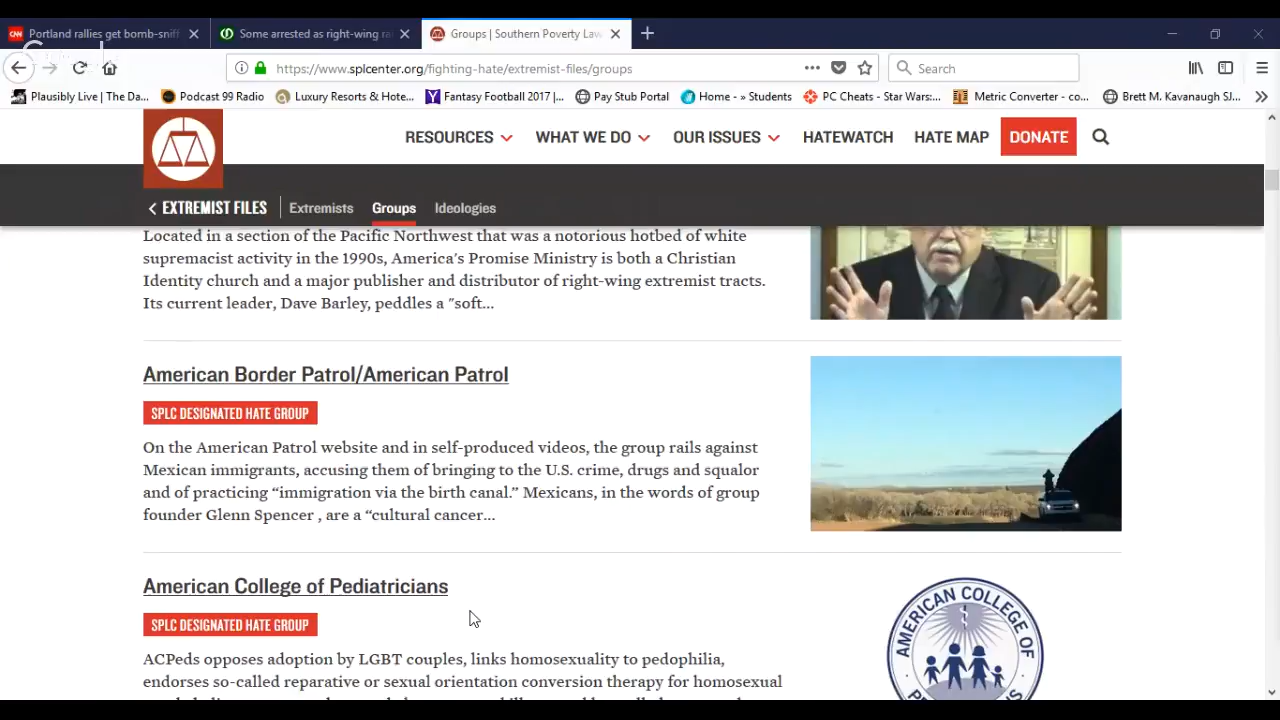 Portland rallies get bomb-sniff
Some arrested as right-wing ra
Groups | Southern Poverty Law
https://www.splcenter.org/fighting-hate/extremist-files/groups
Search
Plausibly Live | The Da...
Podcast 99 Radio
Luxury Resorts & Hote...
Fantasy Football 2017 |...
Pay Stub Portal
Home - » Students
PC Cheats - Star Wars:...
Metric Converter - co...
Brett M. Kavanaugh SJ...
RESOURCES
WHAT WE DO
OUR ISSUES
HATEWATCH
HATE MAP
DONATE
EXTREMIST FILES
Extremists
Groups
Ideologies
Located in a section of the Pacific Northwest that was a notorious hotbed of white
supremacist activity in the 1990s, America's Promise Ministry is both a Christian
Identity church and a major publisher and distributor of right-wing extremist tracts.
Its current leader, Dave Barley, peddles a "soft...
American Border Patrol/American Patrol
SPLC DESIGNATED HATE GROUP
On the American Patrol website and in self-produced videos, the group rails against
Mexican immigrants, accusing them of bringing to the U.S. crime, drugs and squalor
and of practicing “immigration via the birth canal.” Mexicans, in the words of group
founder Glenn Spencer , are a “cultural cancer...
American College of Pediatricians
SPLC DESIGNATED HATE GROUP
ACPeds opposes adoption by LGBT couples, links homosexuality to pedophilia,
endorses so-called reparative or sexual orientation conversion therapy for homosexual
AMERICAN COLLEGE OF